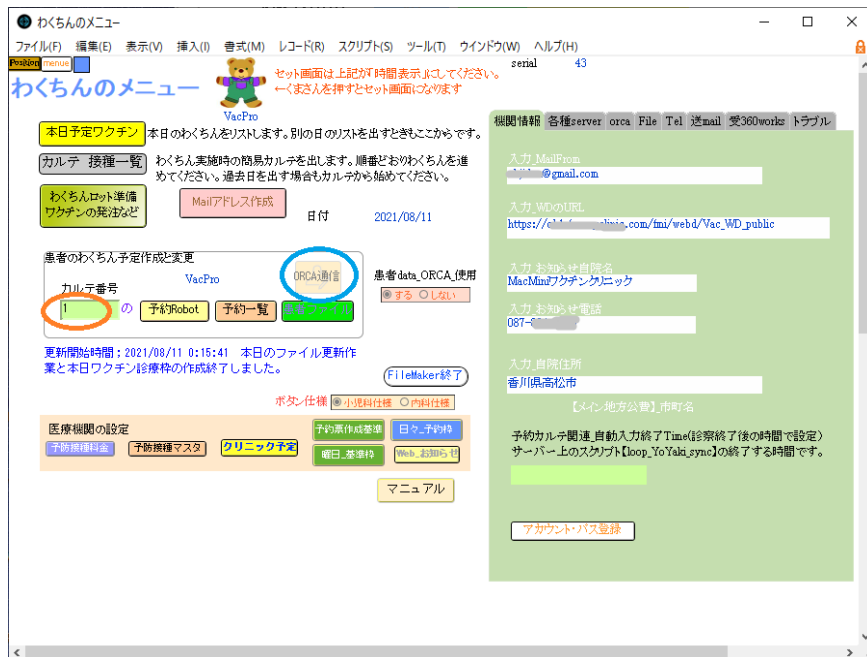 わくちんのメニュー
ファイル(F) 編集(E) 表示(V) 挿入(I) 書式(M) レコード(R) スクリプト(S) ツール(T) ウインドウ(W) ヘルプ(H)
Position menue
わくちんのメニュー
VacPro
セット画面は上記が「時間表示」にしてください。
←くまさんを押すとセット画面になります
serial 43
本日予定ワクチン
本日のわくちんをリストします。別の日のリストを出すときもここからです。
カルテ 接種一覧
わくちん実施時の簡易カルテを出します。順番どおりわくちんを進
めてください。過去日を出す場合もカルテから始めてください。
わくちんロット準備
ワクチンの発注など
Mailアドレス作成
日付 2021/08/11
患者のわくちん予定作成と変更
カルテ番号
VacPro
ORCA通信
1
の
予約Robot
予約一覧
患者data_ORCA_使用
する しない
更新開始時間;2021/08/11 0:15:41 本日のファイル更新作
業と本日ワクチン診療枠の作成終了しました。
FileMaker終了
ボタン仕様 小児科仕様 内科仕様
医療機関の設定
予防接種料金
予防接種マスタ
クリニック予定
予約票作成基準
日々_予約枠
曜日_基準枠
Web_お知らせ
マニュアル
機関情報 各種server orca File Tel 送mail 受360works トラブル
入力_MailFrom
@gmail.com
入力_WDのURL
clinic.com/fmi/webd/Vac_WD_public
入力_お知らせ自院名
MacMiniワクチンクリニック
入力_お知らせ電話
087-
入力_自院住所
香川県高松市
【メイン地方公費】_市町名
予約カルテ関連_自動入力終了Time(診察終了後の時間で設定)
サーバー上のスクリプト【loop_YoYaki_sync】の終了する時間です。
アカウント・パス登録